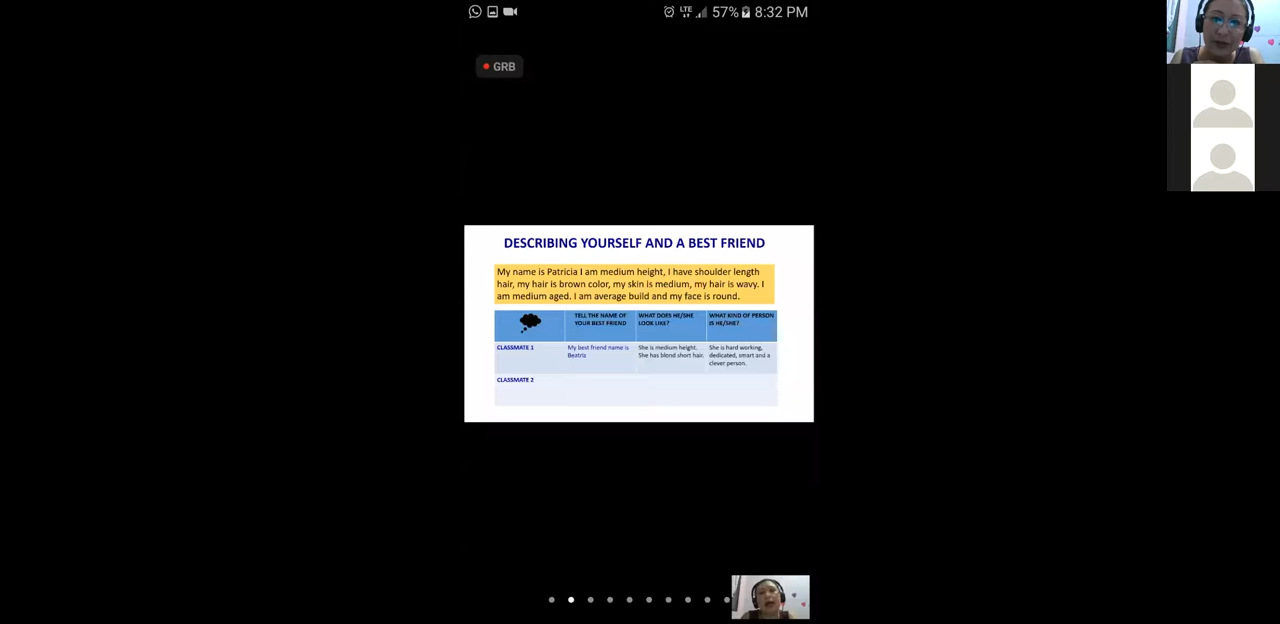 LTE 57% 8:32 PM
GRB
DESCRIBING YOURSELF AND A BEST FRIEND
My name is Patricia I am medium height, I have shoulder length
hair, my hair is brown color, my skin is medium, my hair is wavy. I
am medium aged. I am average build and my face is round.
TELL THE NAME OF
YOUR BEST FRIEND
WHAT DOES HE/SHE
LOOK LIKE?
WHAT KIND OF PERSON
IS HE/SHE?
CLASSMATE 1
My best friend name is
Beatris
She is medium height.
She has blond short hair.
She is hard working,
dedicated, smart and a
clever person.
CLASSMATE 2